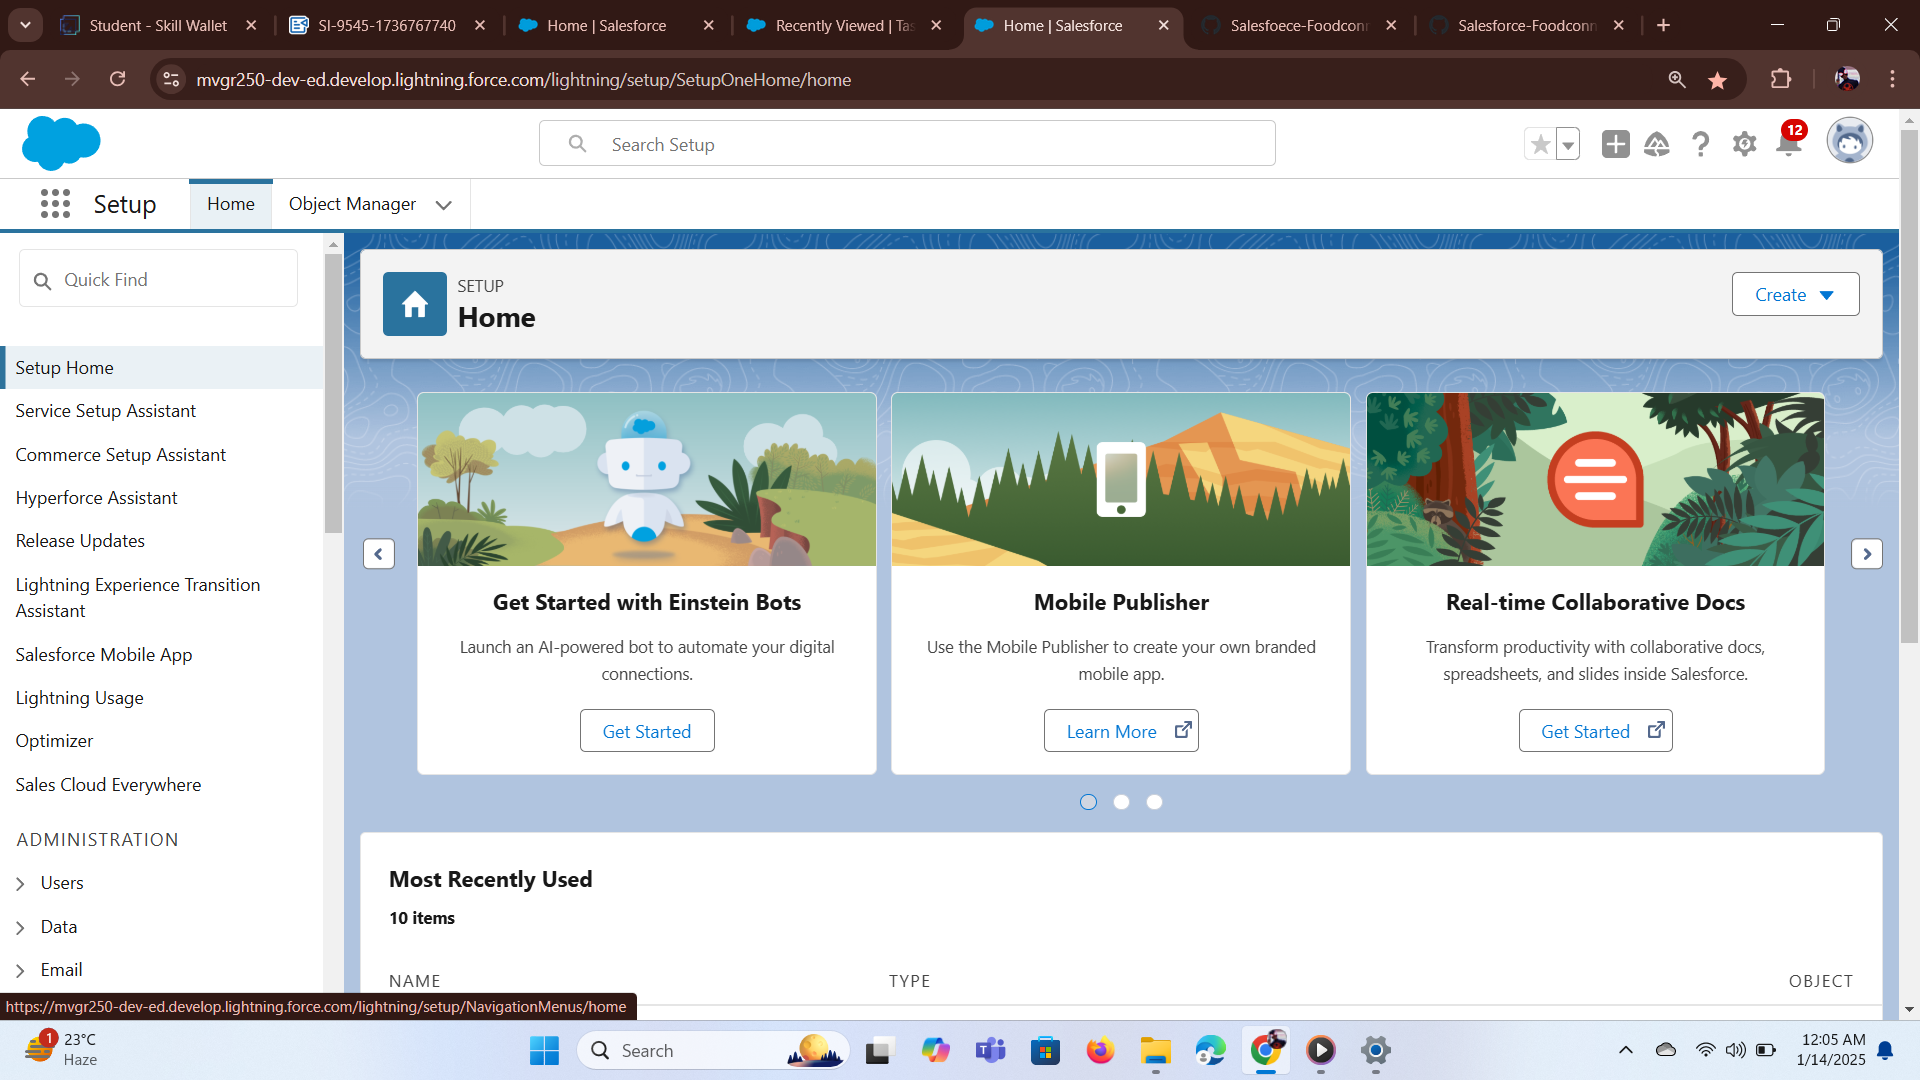 Student - Skill Wallet
SI-9545-1736767740
Home | Salesforce
Recently Viewed | Tas
Home | Salesforce
Salesfoece-Foodconn
Salesforce-Foodconn
mvgr250-dev-ed.develop.lightning.force.com/lightning/setup/SetupOneHome/home
Search Setup
12
Setup
Home
Object Manager
Quick Find
Setup Home
Service Setup Assistant
Commerce Setup Assistant
Hyperforce Assistant
Release Updates
Lightning Experience Transition
Assistant
Salesforce Mobile App
Lightning Usage
Optimizer
Sales Cloud Everywhere
ADMINISTRATION
Users
Data
Email
SETUP
Home
Create
Get Started with Einstein Bots
Launch an AI-powered bot to automate your digital
connections.
Get Started
Mobile Publisher
Use the Mobile Publisher to create your own branded
mobile app.
Learn More
Real-time Collaborative Docs
Transform productivity with collaborative docs,
spreadsheets, and slides inside Salesforce.
Get Started
Most Recently Used
10 items
NAME
TYPE
OBJECT
https://mvgr250-dev-ed.develop.lightning.force.com/lightning/setup/NavigationMenus/home
1
23°C
Haze
Search
12:05 AM
1/14/2025